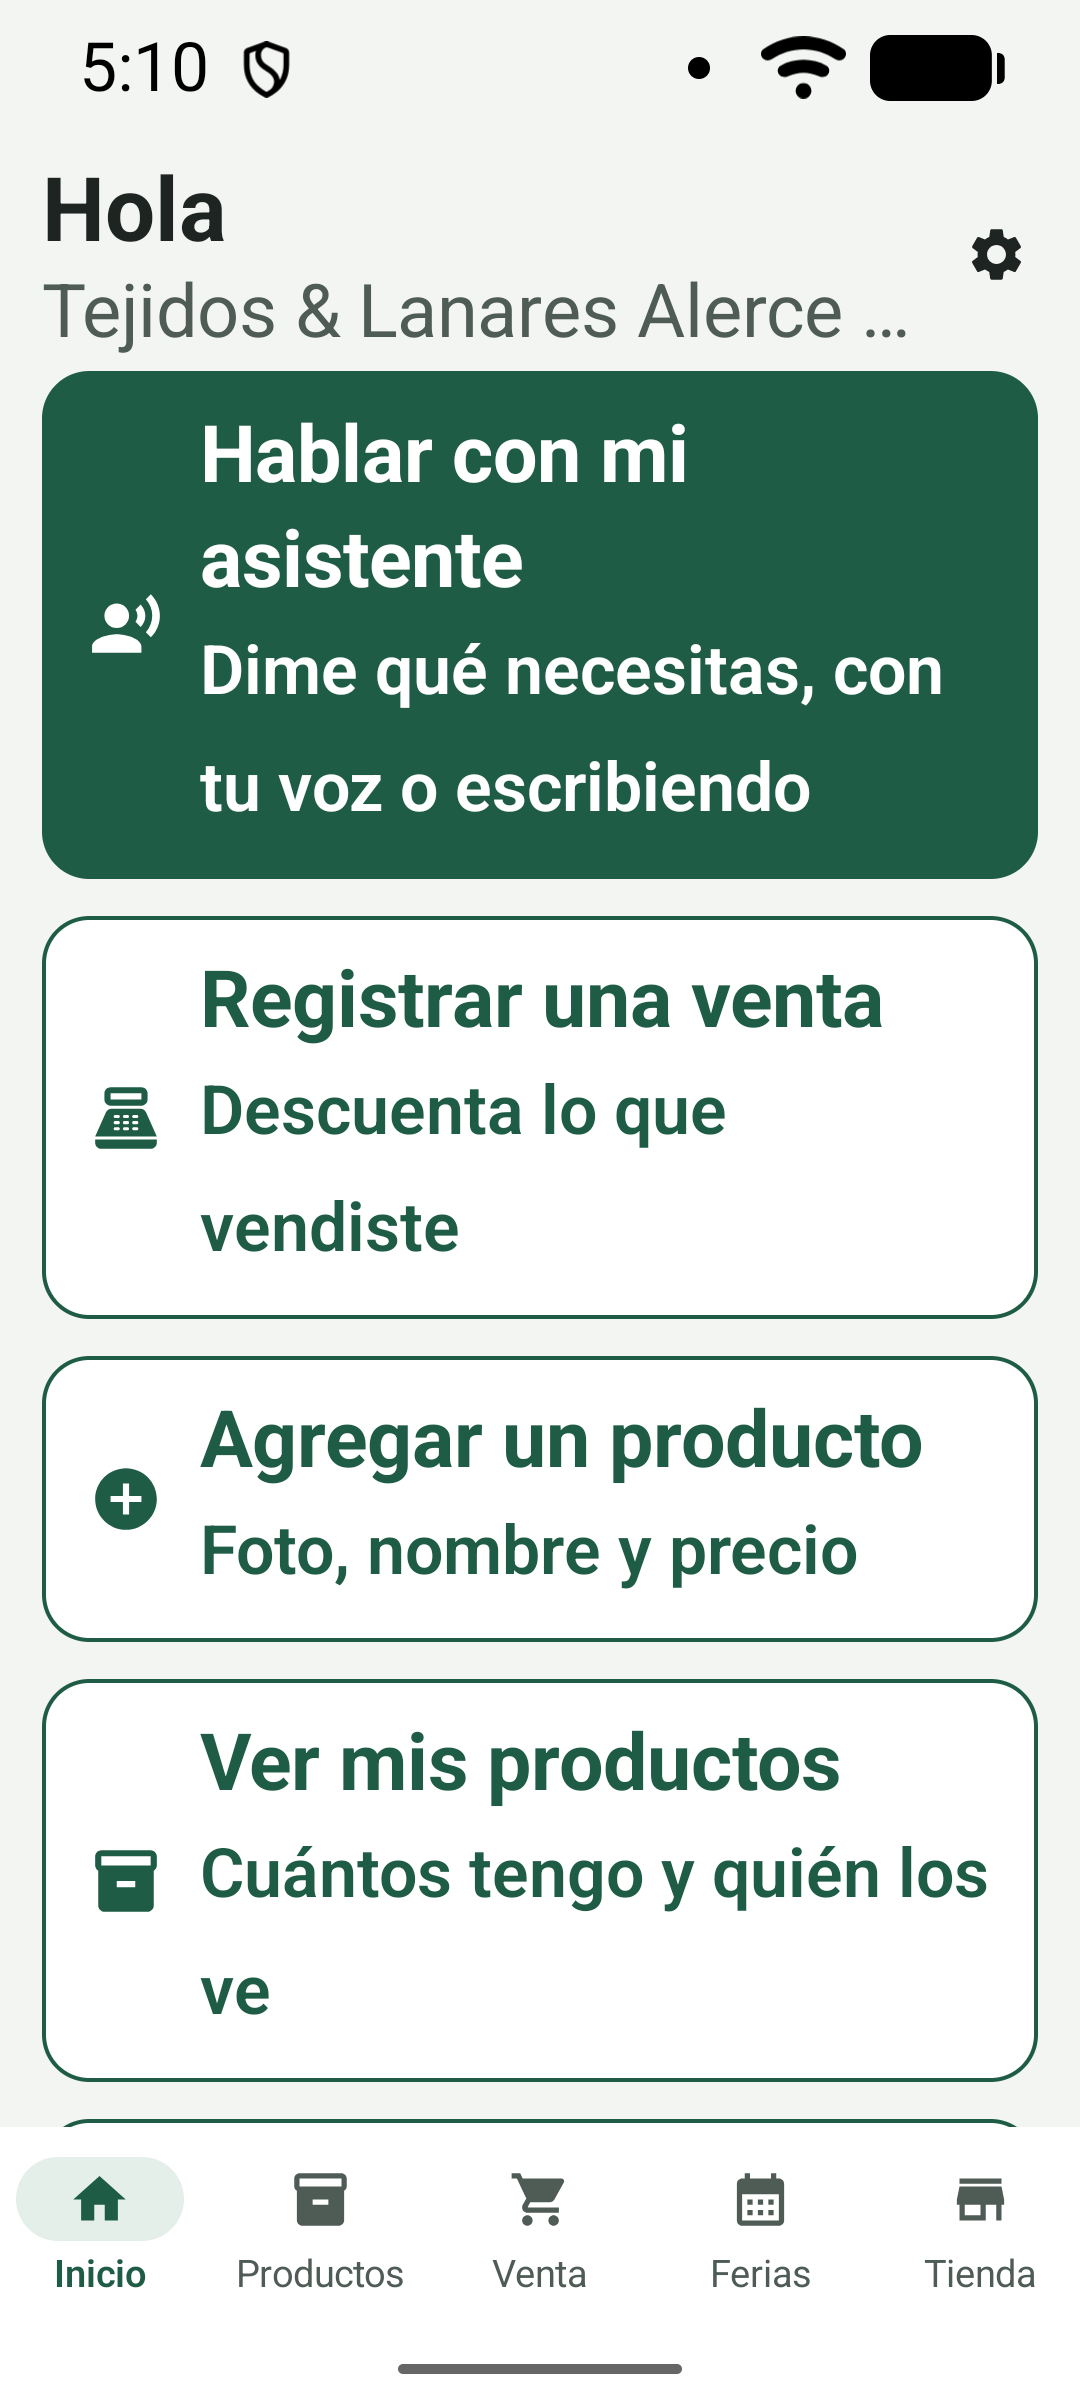 5:10
Hola
Tejidos & Lanares Alerce ...
Hablar con mi
asistente
Dime qué necesitas, con
tu voz o escribiendo
Registrar una venta
Descuenta lo que
vendiste
Agregar un producto
Foto, nombre y precio
Ver mis productos
Cuántos tengo y quién los
ve
Inicio
Productos
Venta
Ferias
Tienda